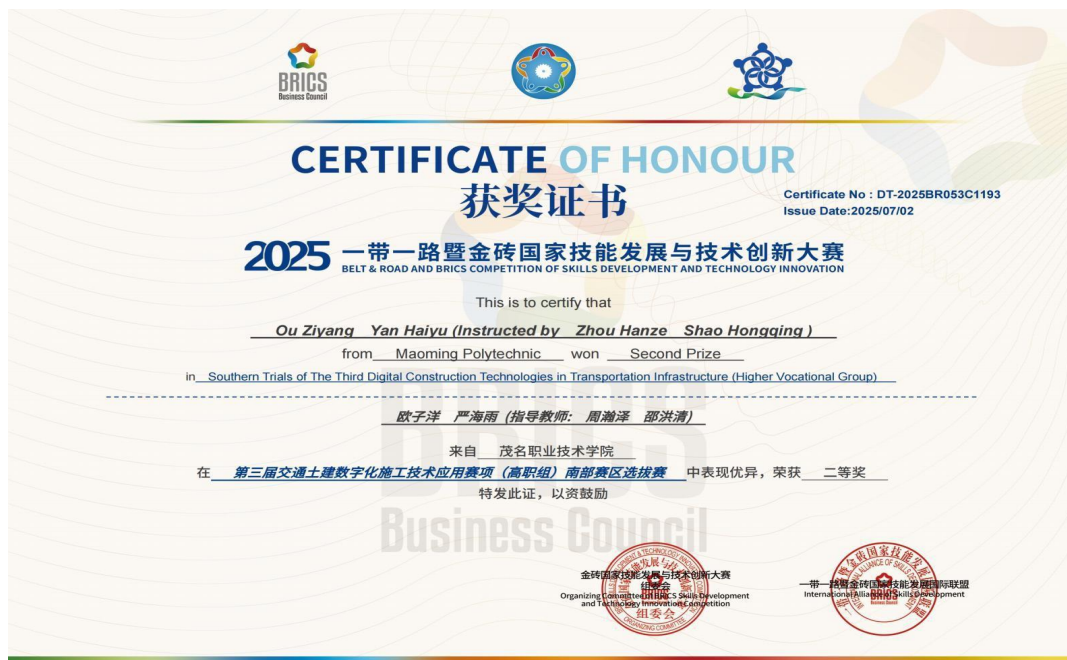 BRICS
Business Council
CERTIFICATE OF HONOUR
获奖证书
Certificate No : DT-2025BR053C1193
Issue Date:2025/07/02
2025 一带一路暨金砖国家技能发展与技术创新大赛
BELT & ROAD AND BRICS COMPETITION OF SKILLS DEVELOPMENT AND TECHNOLOGY INNOVATION
This is to certify that
Ou Ziyang Yan Haiyu (Instructed by Zhou Hanze Shao Hongqing )
from Maoming Polytechnic won Second Prize
in Southern Trials of The Third Digital Construction Technologies in Transportation Infrastructure (Higher Vocational Group)
欧子洋 严海雨 (指导教师: 周瀚泽 邵洪清)
来自 茂名职业技术学院
在 第三届交通土建数字化施工技术应用赛项（高职组）南部赛区选拔赛 中表现优异，荣获 二等奖
特发此证，以资鼓励
BRICS
Business Council
金砖国家技能发展与技术创新大赛
组委会
Organizing Committee of BRICS Skills Development
and Technology Innovation Competition
组委会
ORGANIZING COMMITTEE
一带一路暨金砖国家技能发展国际联盟
International Alliance of Skills Development
BRICS
Business Council